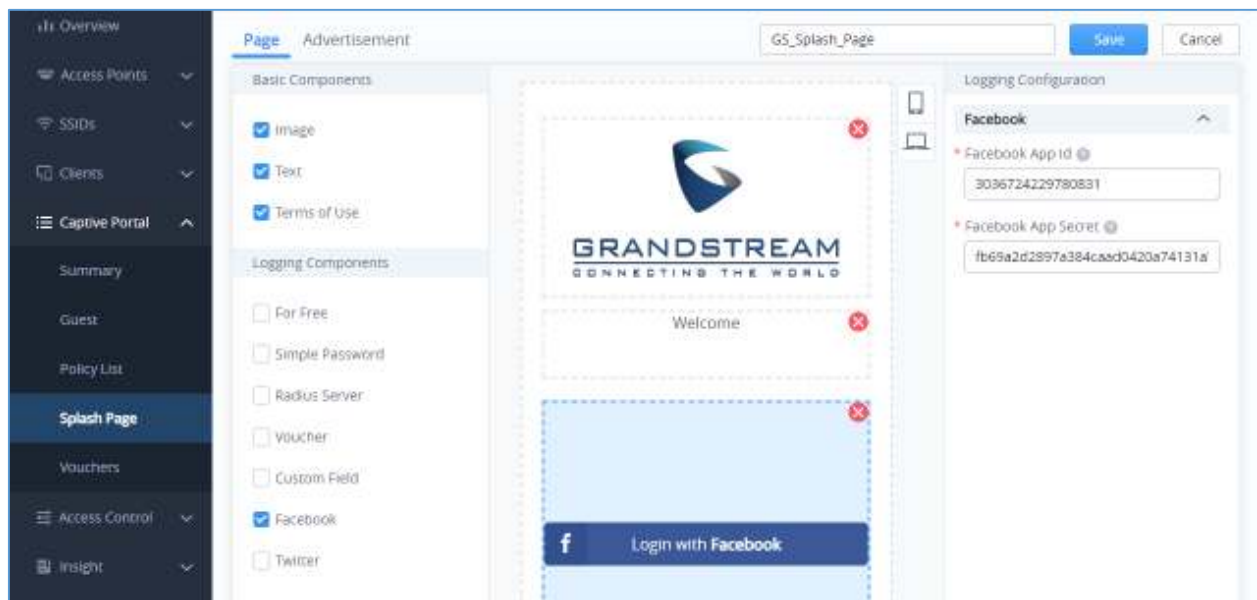 Overview
Page Advertisement
GS_Splash_Page
Save
Cancel
Access Points
Basic Components
Logging Configuration
Image
Facebook
SSIDs
* Facebook App Id
Clients
Text
3036724229780831
Terms of Use
* Facebook App Secret
Captive Portal
GRANDSTREAM
fb69a2d2897a384caad0420a74131a
Logging Components
CONNECTING THE WORLD
Summary
For Free
Welcome
Guest
Simple Password
Policy List
Radius Server
Splash Page
Voucher
Vouchers
Custom Field
Access Control
Facebook
f Login with Facebook
Insight
Twitter